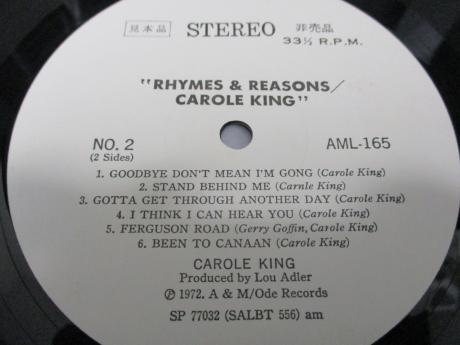 見本品 STEREO 非売品
33⅓ R.P.M.
"RHYMES & REASONS/
CAROLE KING"
NO. 2 AML-165
(2 Sides)
1. GOODBYE DON'T MEAN I'M GONG (Carole King)
2. STAND BEHIND ME (Carnle King)
3. GOTTA GET THROUGH ANOTHER DAY (Carole King)
4. I THINK I CAN HEAR YOU (Carole King)
5. FERGUSON ROAD (Gerry Goffin, Carole King)
6. BEEN TO CANAAN (Carole King)
CAROLE KING
Produced by Lou Adler
Ⓟ 1972. A & M/Ode Records
SP 77032 (SALBT 556) am